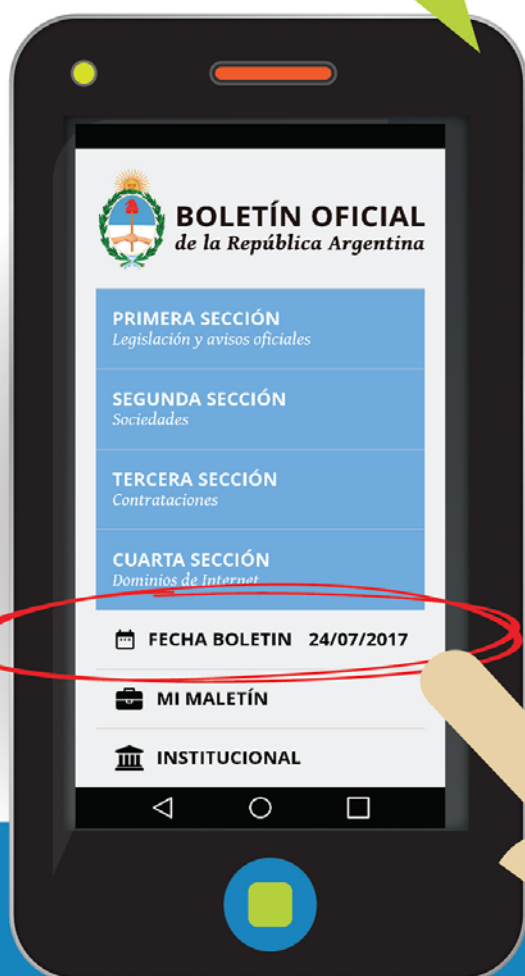 BOLETÍN OFICIAL
de la República Argentina
PRIMERA SECCIÓN
Legislación y avisos oficiales
SEGUNDA SECCIÓN
Sociedades
TERCERA SECCIÓN
Contrataciones
CUARTA SECCIÓN
Dominios de Internet
FECHA BOLETIN 24/07/2017
MI MALETÍN
INSTITUCIONAL